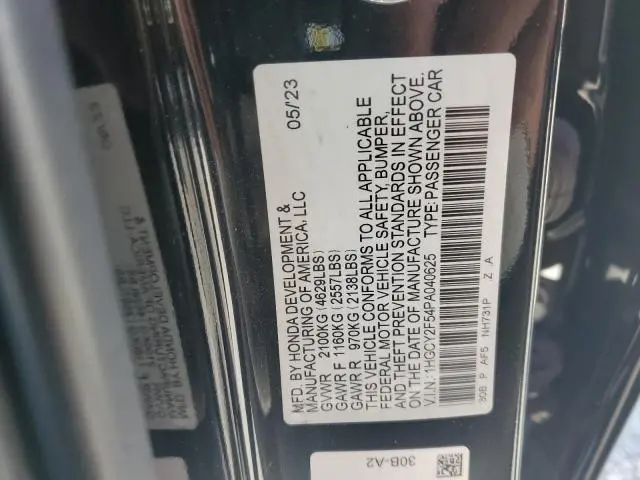 MFD. BY HONDA DEVELOPMENT &
MANUFACTURING OF AMERICA, LLC
05/'23
GVWR 2100KG (4629LBS)
GAWR F 1160KG (2557LBS)
GAWR R 970KG (2138LBS)
THIS VEHICLE CONFORMS TO ALL APPLICABLE
FEDERAL MOTOR VEHICLE SAFETY, BUMPER,
AND THEFT PREVENTION STANDARDS IN EFFECT
ON THE DATE OF MANUFACTURE SHOWN ABOVE.
V.I.N.: 1HGCY2F54PA040625 TYPE: PASSENGER CAR
30B P AF5 NH731P . Z . A
30B-A2